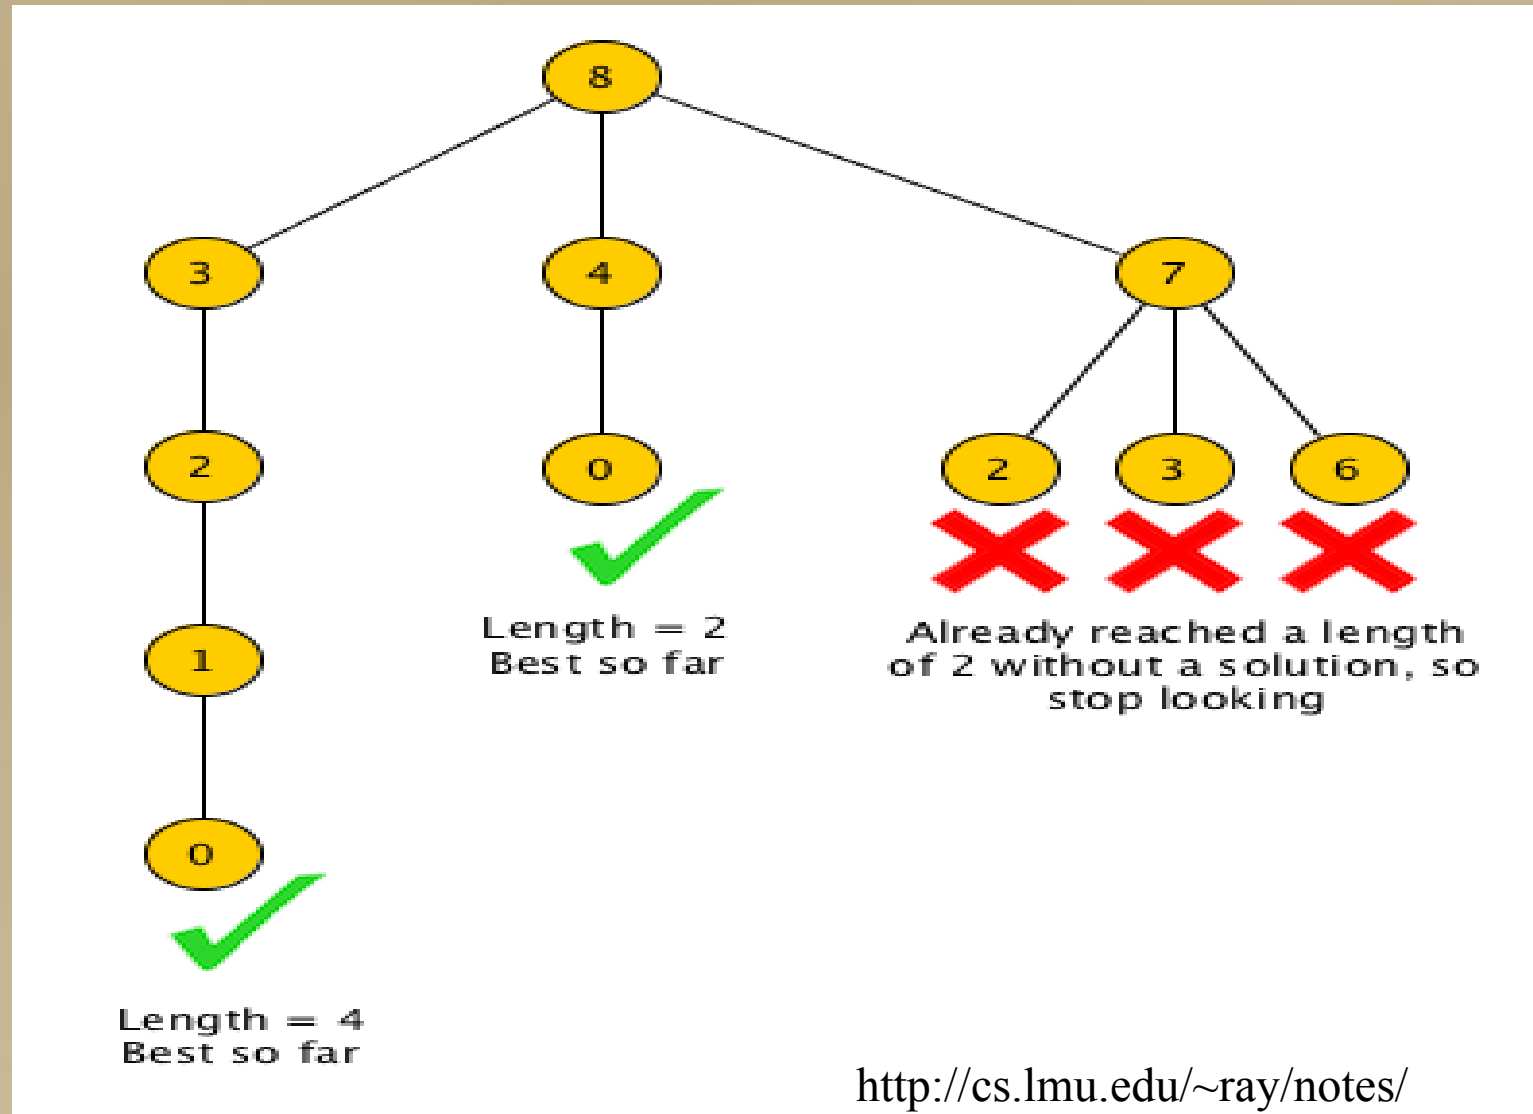 8
3 4 7
2 0 2 3 6
Length = 2
Best so far
Already reached a length
of 2 without a solution, so
stop looking
1
0
Length = 4
Best so far
http://cs.lmu.edu/~ray/notes/